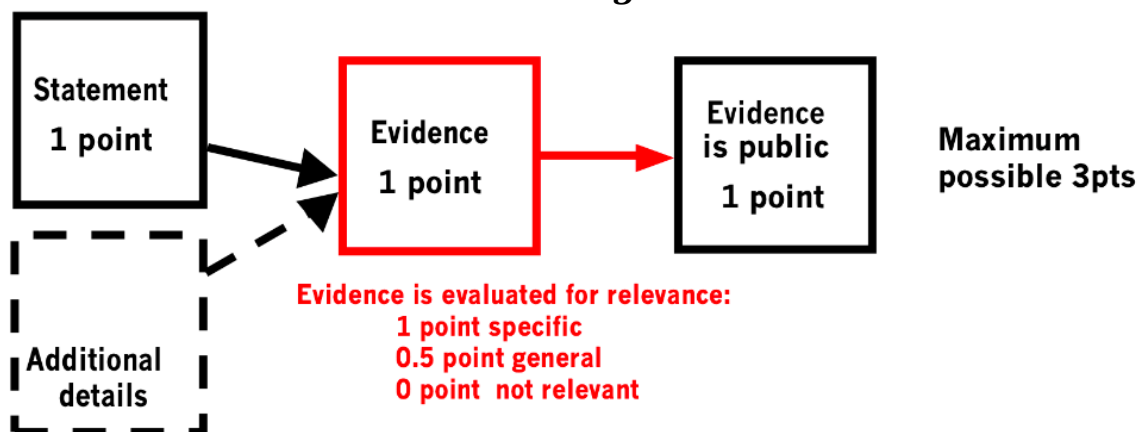 Statement
1 point
Additional
details
Evidence
1 point
Evidence
is public
1 point
Maximum
possible 3pts
Evidence is evaluated for relevance:
1 point specific
0.5 point general
0 point not relevant